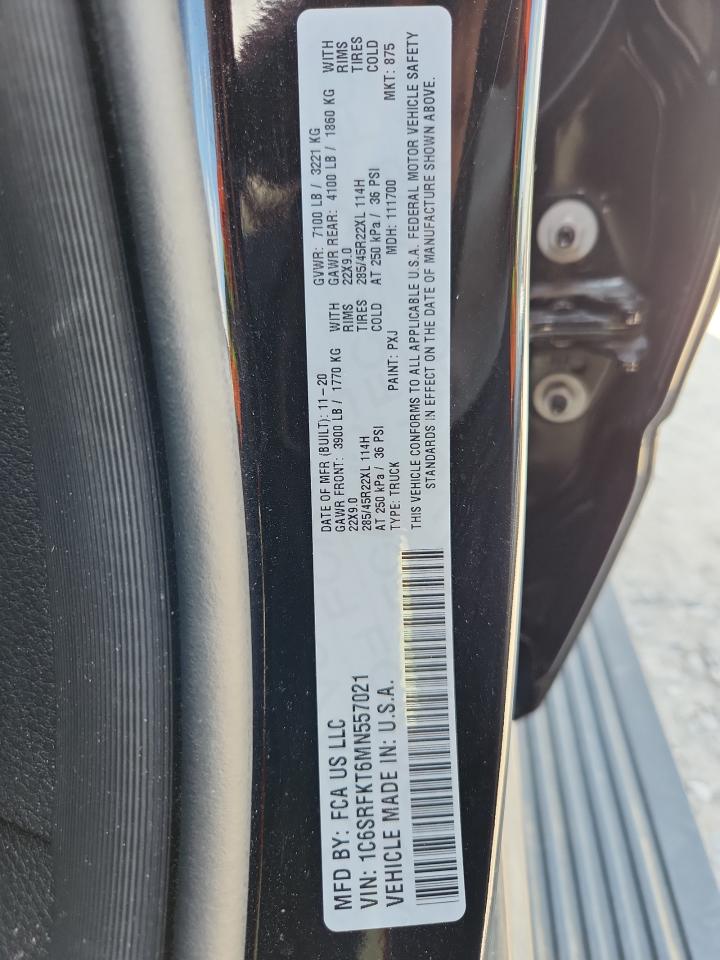 MFD BY: FCA US LLC
VIN: 1C6SRFKT6MN557021
VEHICLE MADE IN: U.S.A.
DATE OF MFR (BUILT): 11-20
GAWR FRONT: 3900 LB / 1770 KG WITH
22X9.0 RIMS
285/45R22XL 114H TIRES
AT 250 kPa / 36 PSI COLD
TYPE: TRUCK PAINT: PXJ
GVWR: 7100 LB / 3221 KG
GAWR REAR: 4100 LB / 1860 KG WITH
22X9.0 RIMS
285/45R22XL 114H TIRES
AT 250 kPa / 36 PSI COLD
MDH: 111700 MKT: 875
THIS VEHICLE CONFORMS TO ALL APPLICABLE U.S.A. FEDERAL MOTOR VEHICLE SAFETY
STANDARDS IN EFFECT ON THE DATE OF MANUFACTURE SHOWN ABOVE.